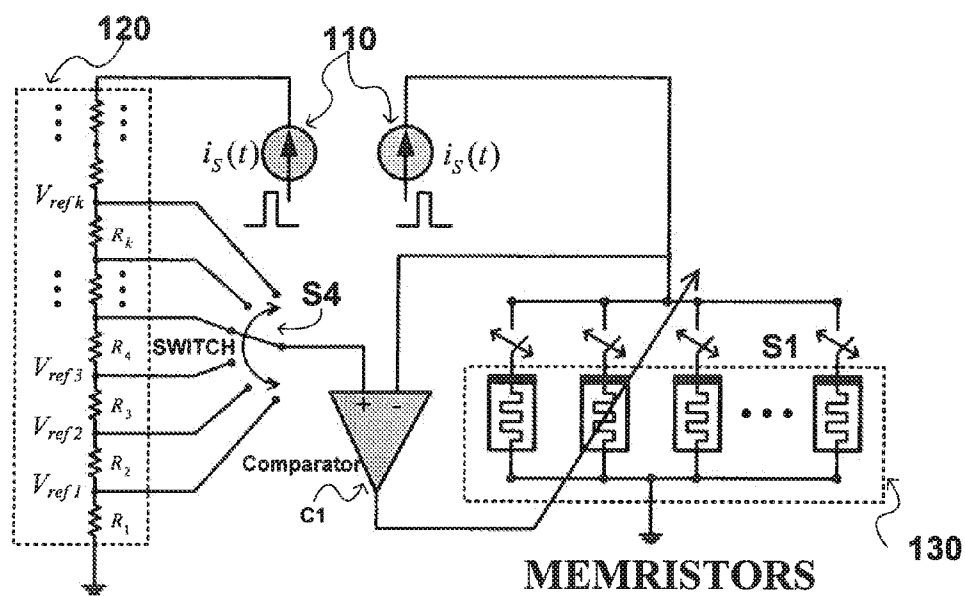 120
110
i_S(t)
i_S(t)
V_ref k
R_k
S4
SWITCH
R_4
V_ref 3
R_3
V_ref 2
R_2
V_ref 1
R_1
+ -
Comparator
C1
S1
130
MEMRISTORS